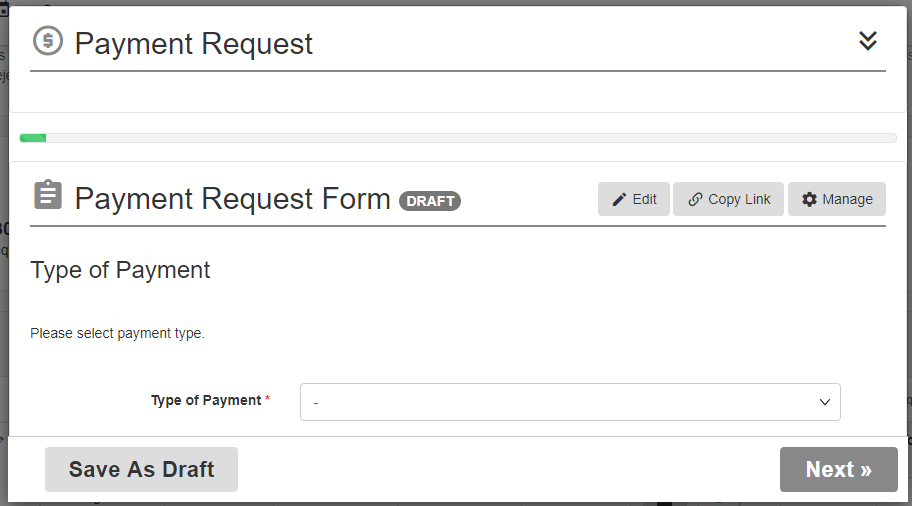 Payment Request
Payment Request Form DRAFT
Edit
Copy Link
Manage
Type of Payment
Please select payment type.
Type of Payment *
-
Save As Draft
Next »